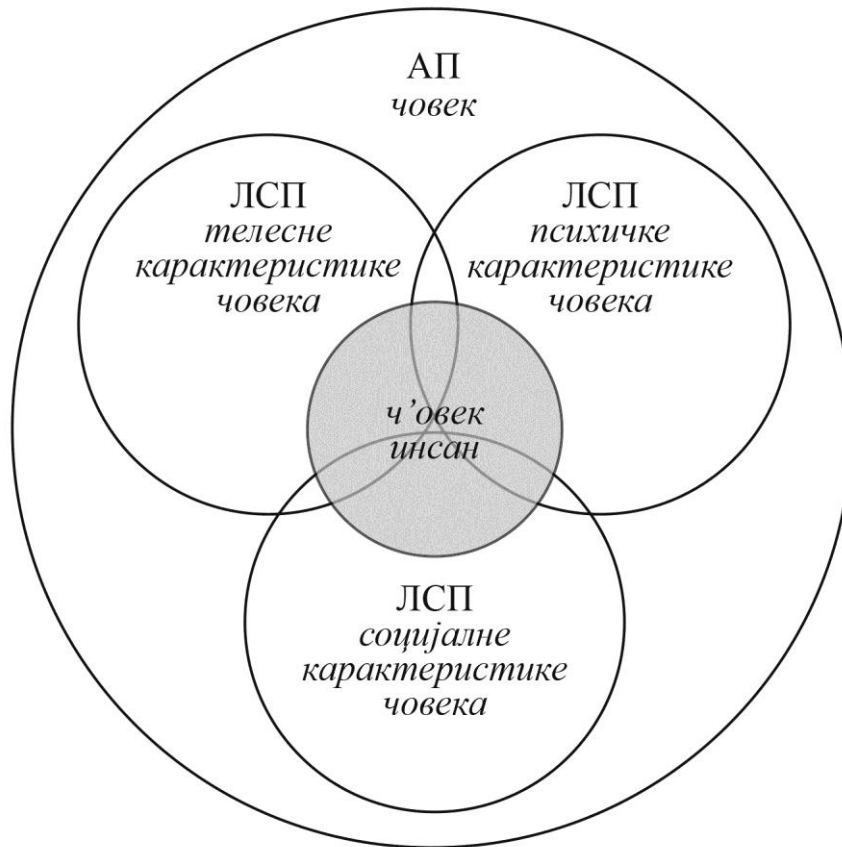 АП
човек
ЛСП
телесне
карактеристике
човека
ЛСП
психичке
карактеристике
човека
ч’овек
инсан
ЛСП
социјалне
карактеристике
човека